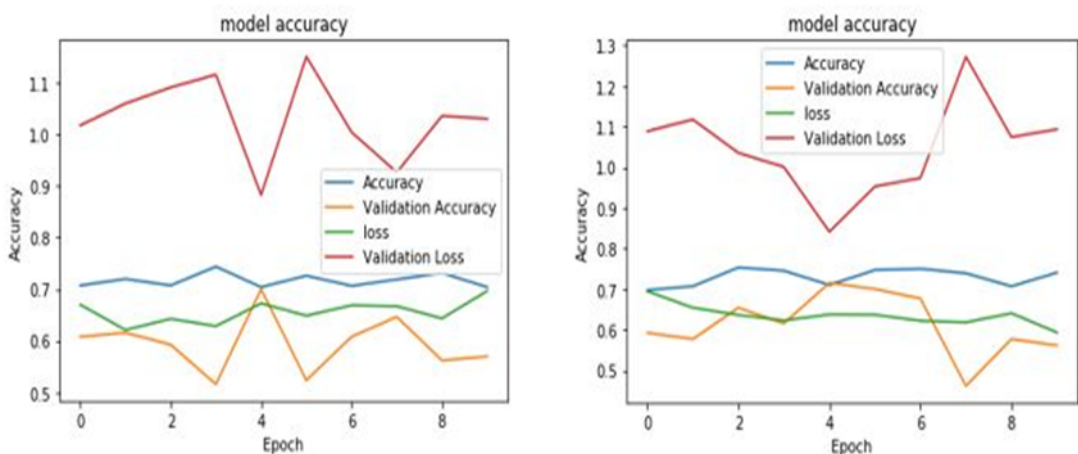 model accuracy
1.1
1.0
0.9
0.8
0.7
0.6
0.5
Accuracy
Accuracy
Validation Accuracy
loss
Validation Loss
0
2
4
6
8
Epoch
model accuracy
1.3
1.2
1.1
1.0
0.9
0.8
0.7
0.6
0.5
Accuracy
Accuracy
Validation Accuracy
loss
Validation Loss
0
2
4
6
8
Epoch